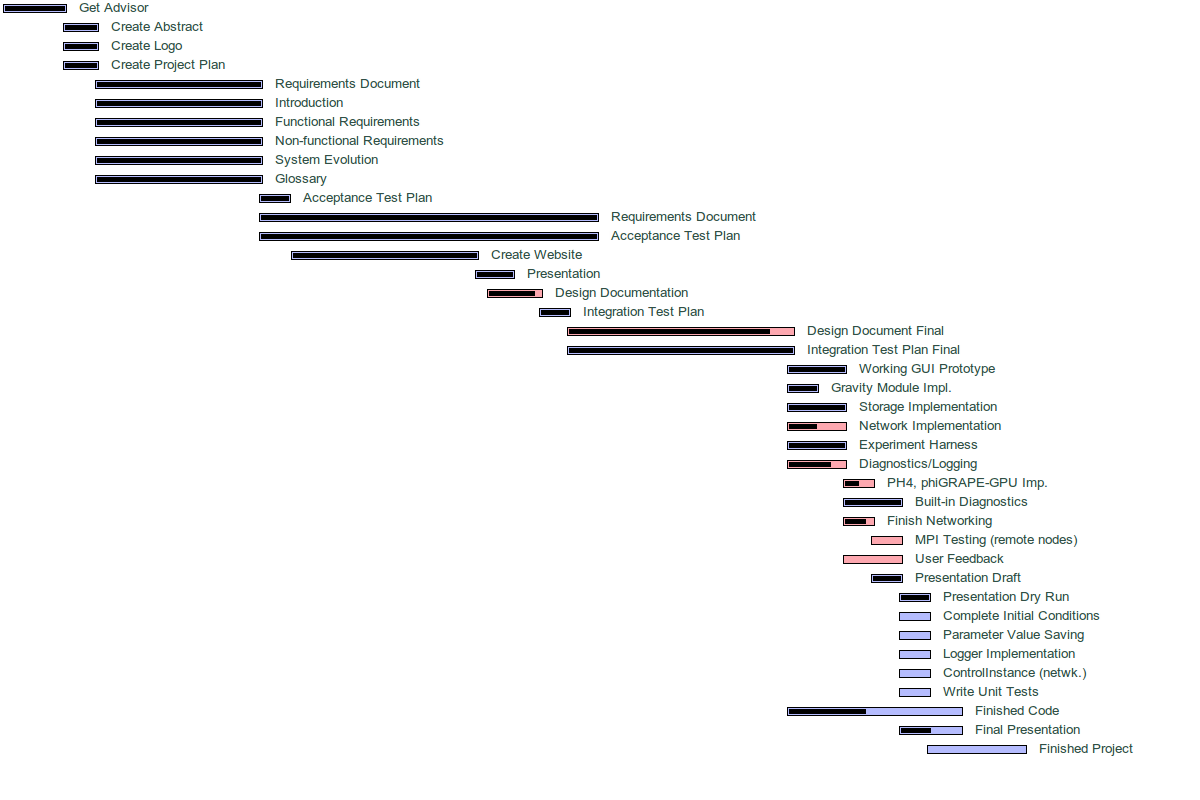 Get Advisor
Create Abstract
Create Logo
Create Project Plan
Requirements Document
Introduction
Functional Requirements
Non-functional Requirements
System Evolution
Glossary
Acceptance Test Plan
Requirements Document
Acceptance Test Plan
Create Website
Presentation
Design Documentation
Integration Test Plan
Design Document Final
Integration Test Plan Final
Working GUI Prototype
Gravity Module Impl.
Storage Implementation
Network Implementation
Experiment Harness
Diagnostics/Logging
PH4, phiGRAPE-GPU Imp.
Built-in Diagnostics
Finish Networking
MPI Testing (remote nodes)
User Feedback
Presentation Draft
Presentation Dry Run
Complete Initial Conditions
Parameter Value Saving
Logger Implementation
ControlInstance (netwk.)
Write Unit Tests
Finished Code
Final Presentation
Finished Project